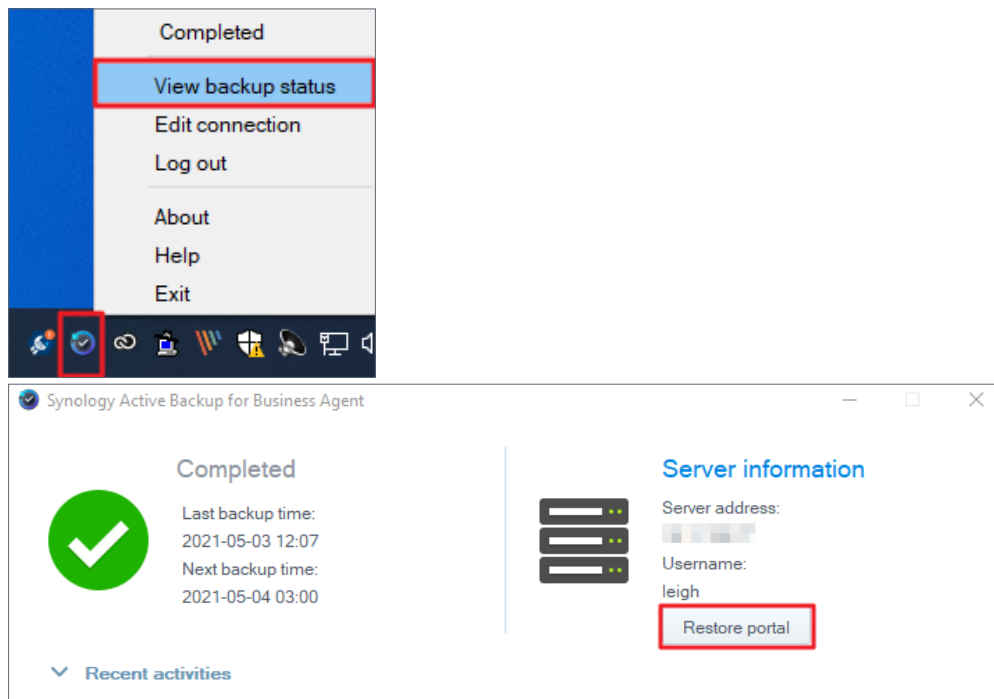 Completed
View backup status
Edit connection
Log out
About
Help
Exit
Synology Active Backup for Business Agent
Completed
Last backup time:
2021-05-03 12:07
Next backup time:
2021-05-04 03:00
Recent activities
Server information
Server address:
Username:
leigh
Restore portal